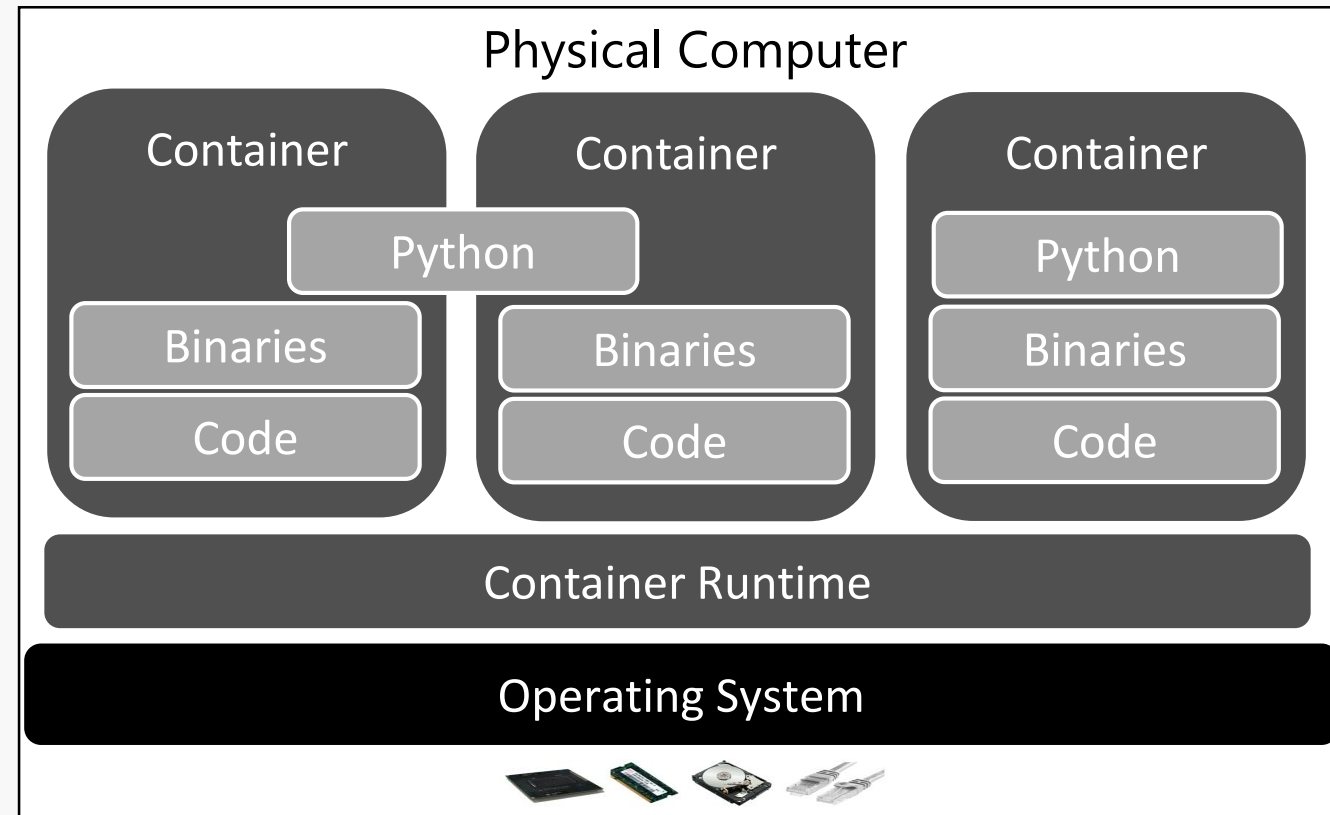 Physical Computer
Container
Container
Container
Python
Python
Binaries
Binaries
Binaries
Code
Code
Code
Container Runtime
Operating System